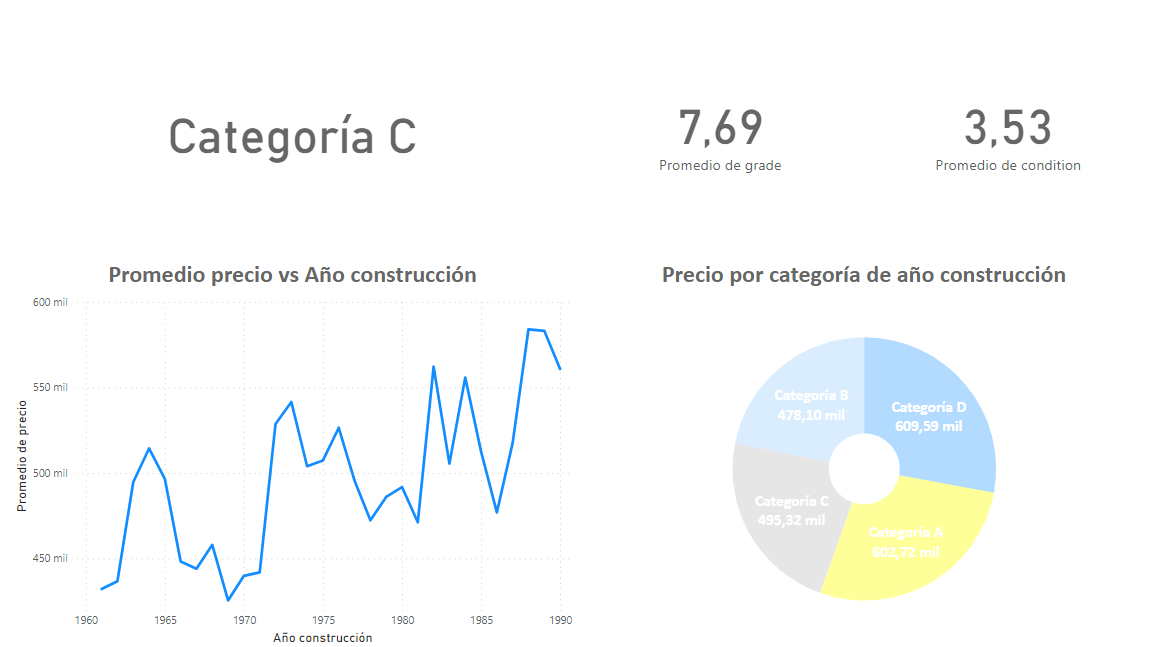 Categoría C
7,69
Promedio de grade
3,53
Promedio de condition
Promedio precio vs Año construcción
600 mil
550 mil
500 mil
450 mil
Promedio de precio
1960
1965
1970
1975
1980
1985
1990
Año construcción
Precio por categoría de año construcción
Categoría B
478,10 mil
Categoría D
609,59 mil
Categoría C
495,32 mil
Categoría A
602,72 mil